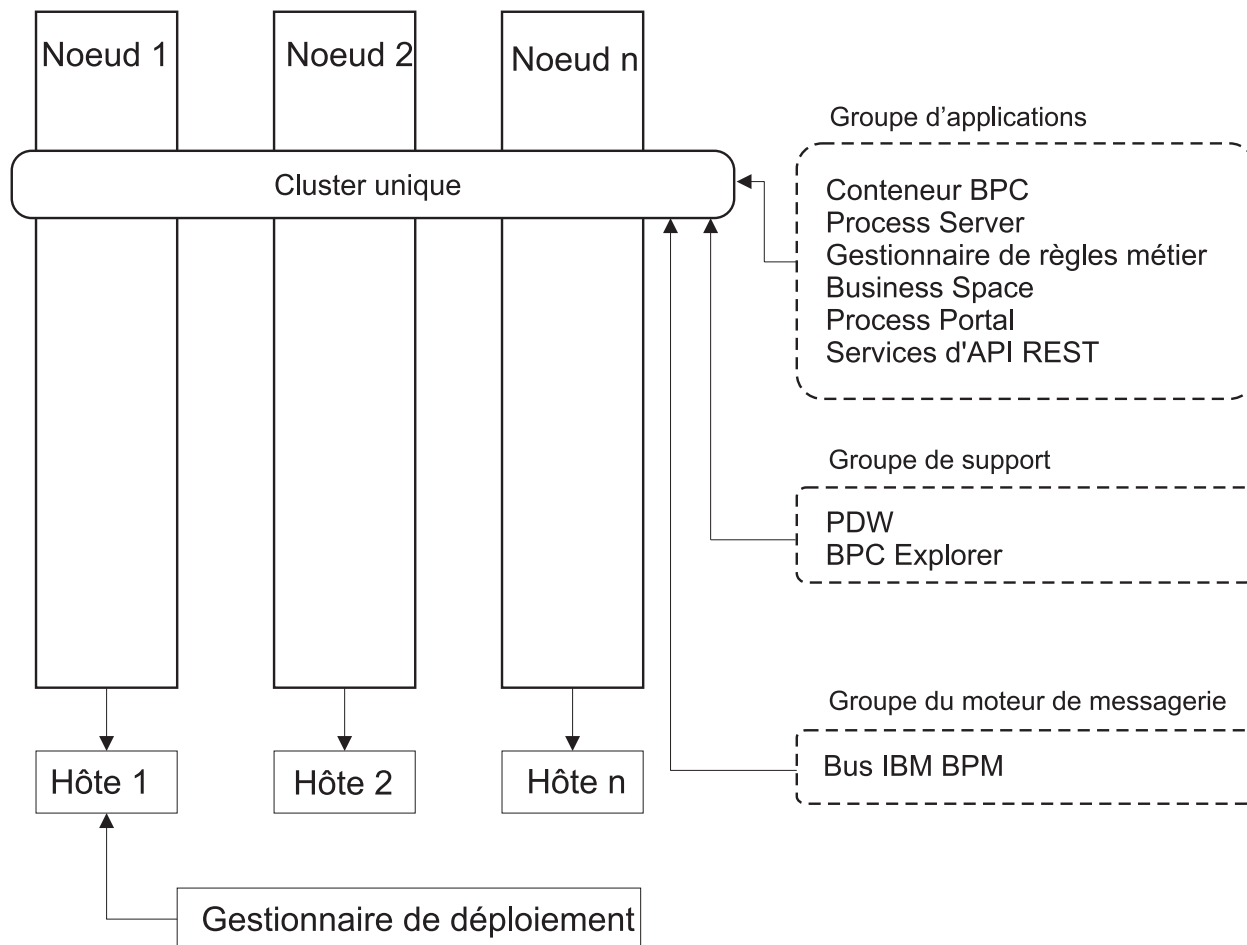 Noeud 1
Noeud 2
Noeud n
Cluster unique
Groupe d’applications
Conteneur BPC
Process Server
Gestionnaire de règles métier
Business Space
Process Portal
Services d'API REST
Groupe de support
PDW
BPC Explorer
Groupe du moteur de messagerie
Bus IBM BPM
Hôte 1
Hôte 2
Hôte n
Gestionnaire de déploiement